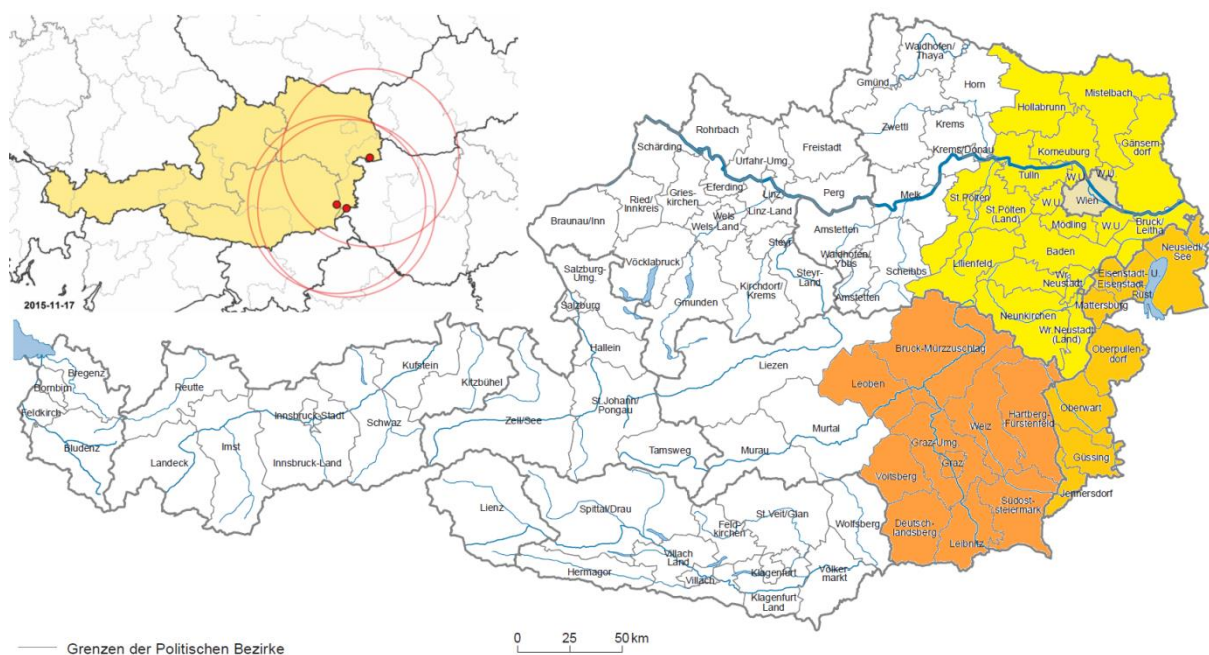 2015-11-17
Waidhofen/
Thaya
Gmünd
Horn
Zwettl
Krems
Krems/Donau
Melk
Hollabrunn
Mistelbach
Korneuburg
Gänsern-
dorf
Tulln
W.U.
W.U.
Wien
W.U.
St.Pölten
St.Pölten
(Land)
Mödling
W.U.
Bruck/
Leitha
Baden
Neusiedl/
See
Lilienfeld
Wr.
Neustadt
Eisenstadt-U.
Eisenstadt
Rust
Mattersburg
Neunkirchen
Wr.Neustadt
(Land)
Oberpullen-
dorf
Rohrbach
Schärding
Urfahr-Umg.
Freistadt
Eferding
Linz
Perg
Gries-
kirchen
Ried/
Innkreis
Wels
Wels-Land
Linz-Land
Braunau/Inn
Steyr
Amstetten
Waidhofen/
Ybbs
Scheibbs
Amstetten
Vöcklabruck
Steyr-
Land
Kirchdorf/
Krems
Gmunden
Salzburg-
Umg.
Salzburg
Hallein
Liezen
Bruck-Mürzzuschlag
Leoben
Oberwart
Hartberg-
Fürstenfeld
Weiz
Murtal
Graz-Umg.
Graz
Güssing
Voitsberg
Jennersdorf
Südost-
steiermark
Deutsch-
landsberg
Leibnitz
Bregenz
Dornbirn
Feldkirch
Bludenz
Reutte
Landeck
Imst
Innsbruck-Stadt
Innsbruck-Land
Schwaz
Kufstein
Kitzbühel
Zell/See
St.Johann/
Pongau
Tamsweg
Murau
Lienz
Spittal/Drau
St.Veit/Glan
Feld-
kirchen
Wolfsberg
Villach
Land
Hermagor
Villach
Klagenfurt
Klagenfurt
Land
Völker-
markt
0 25 50 km
Grenzen der Politischen Bezirke